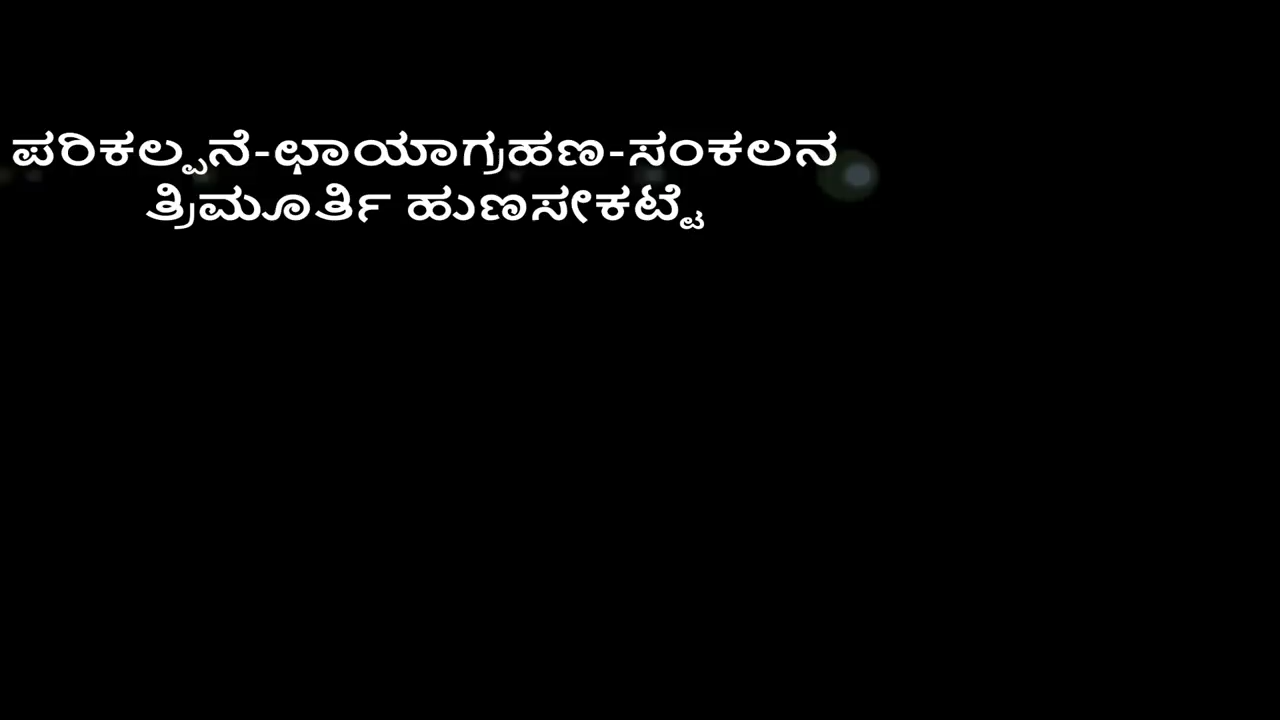 ಪರಿಕಲ್ಪನೆ-ಛಾಯಾಗ್ರಹಣ-ಸಂಕಲನ
ತ್ರಿಮೂರ್ತಿ ಹುಣಸೇಕಟ್ಟೆ